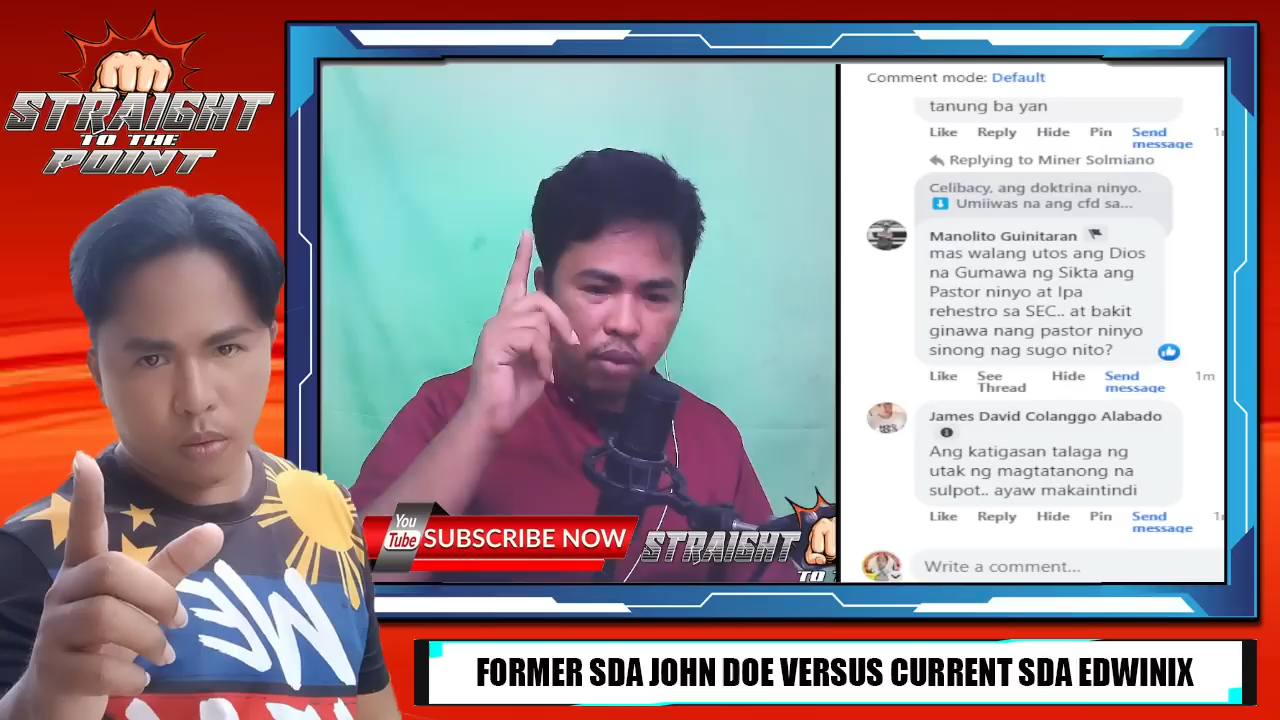 STRAIGHT
TO THE
POINT
Comment mode: Default
tanung ba yan
Like Reply Hide Pin Send message
Replying to Miner Solmiano
Celibacy, ang doktrina ninyo.
Umiiwas na ang cfd sa...
Manolito Guinitaran
mas walang utos ang Dios
na Gumawa ng Sikta ang
Pastor ninyo at Ipa
rehestro sa SEC.. at bakit
ginawa nang pastor ninyo
sinong nag sugo nito?
Like See Thread Hide Send message 1m
James David Colanggo Alabado
Ang katigasan talaga ng
utak ng magtatanong na
sulpot.. ayaw makaintindi
Like Reply Hide Pin Send message
Write a comment...
You
Tube
SUBSCRIBE NOW
STRAIGHT
TO
FORMER SDA JOHN DOE VERSUS CURRENT SDA EDWINIX